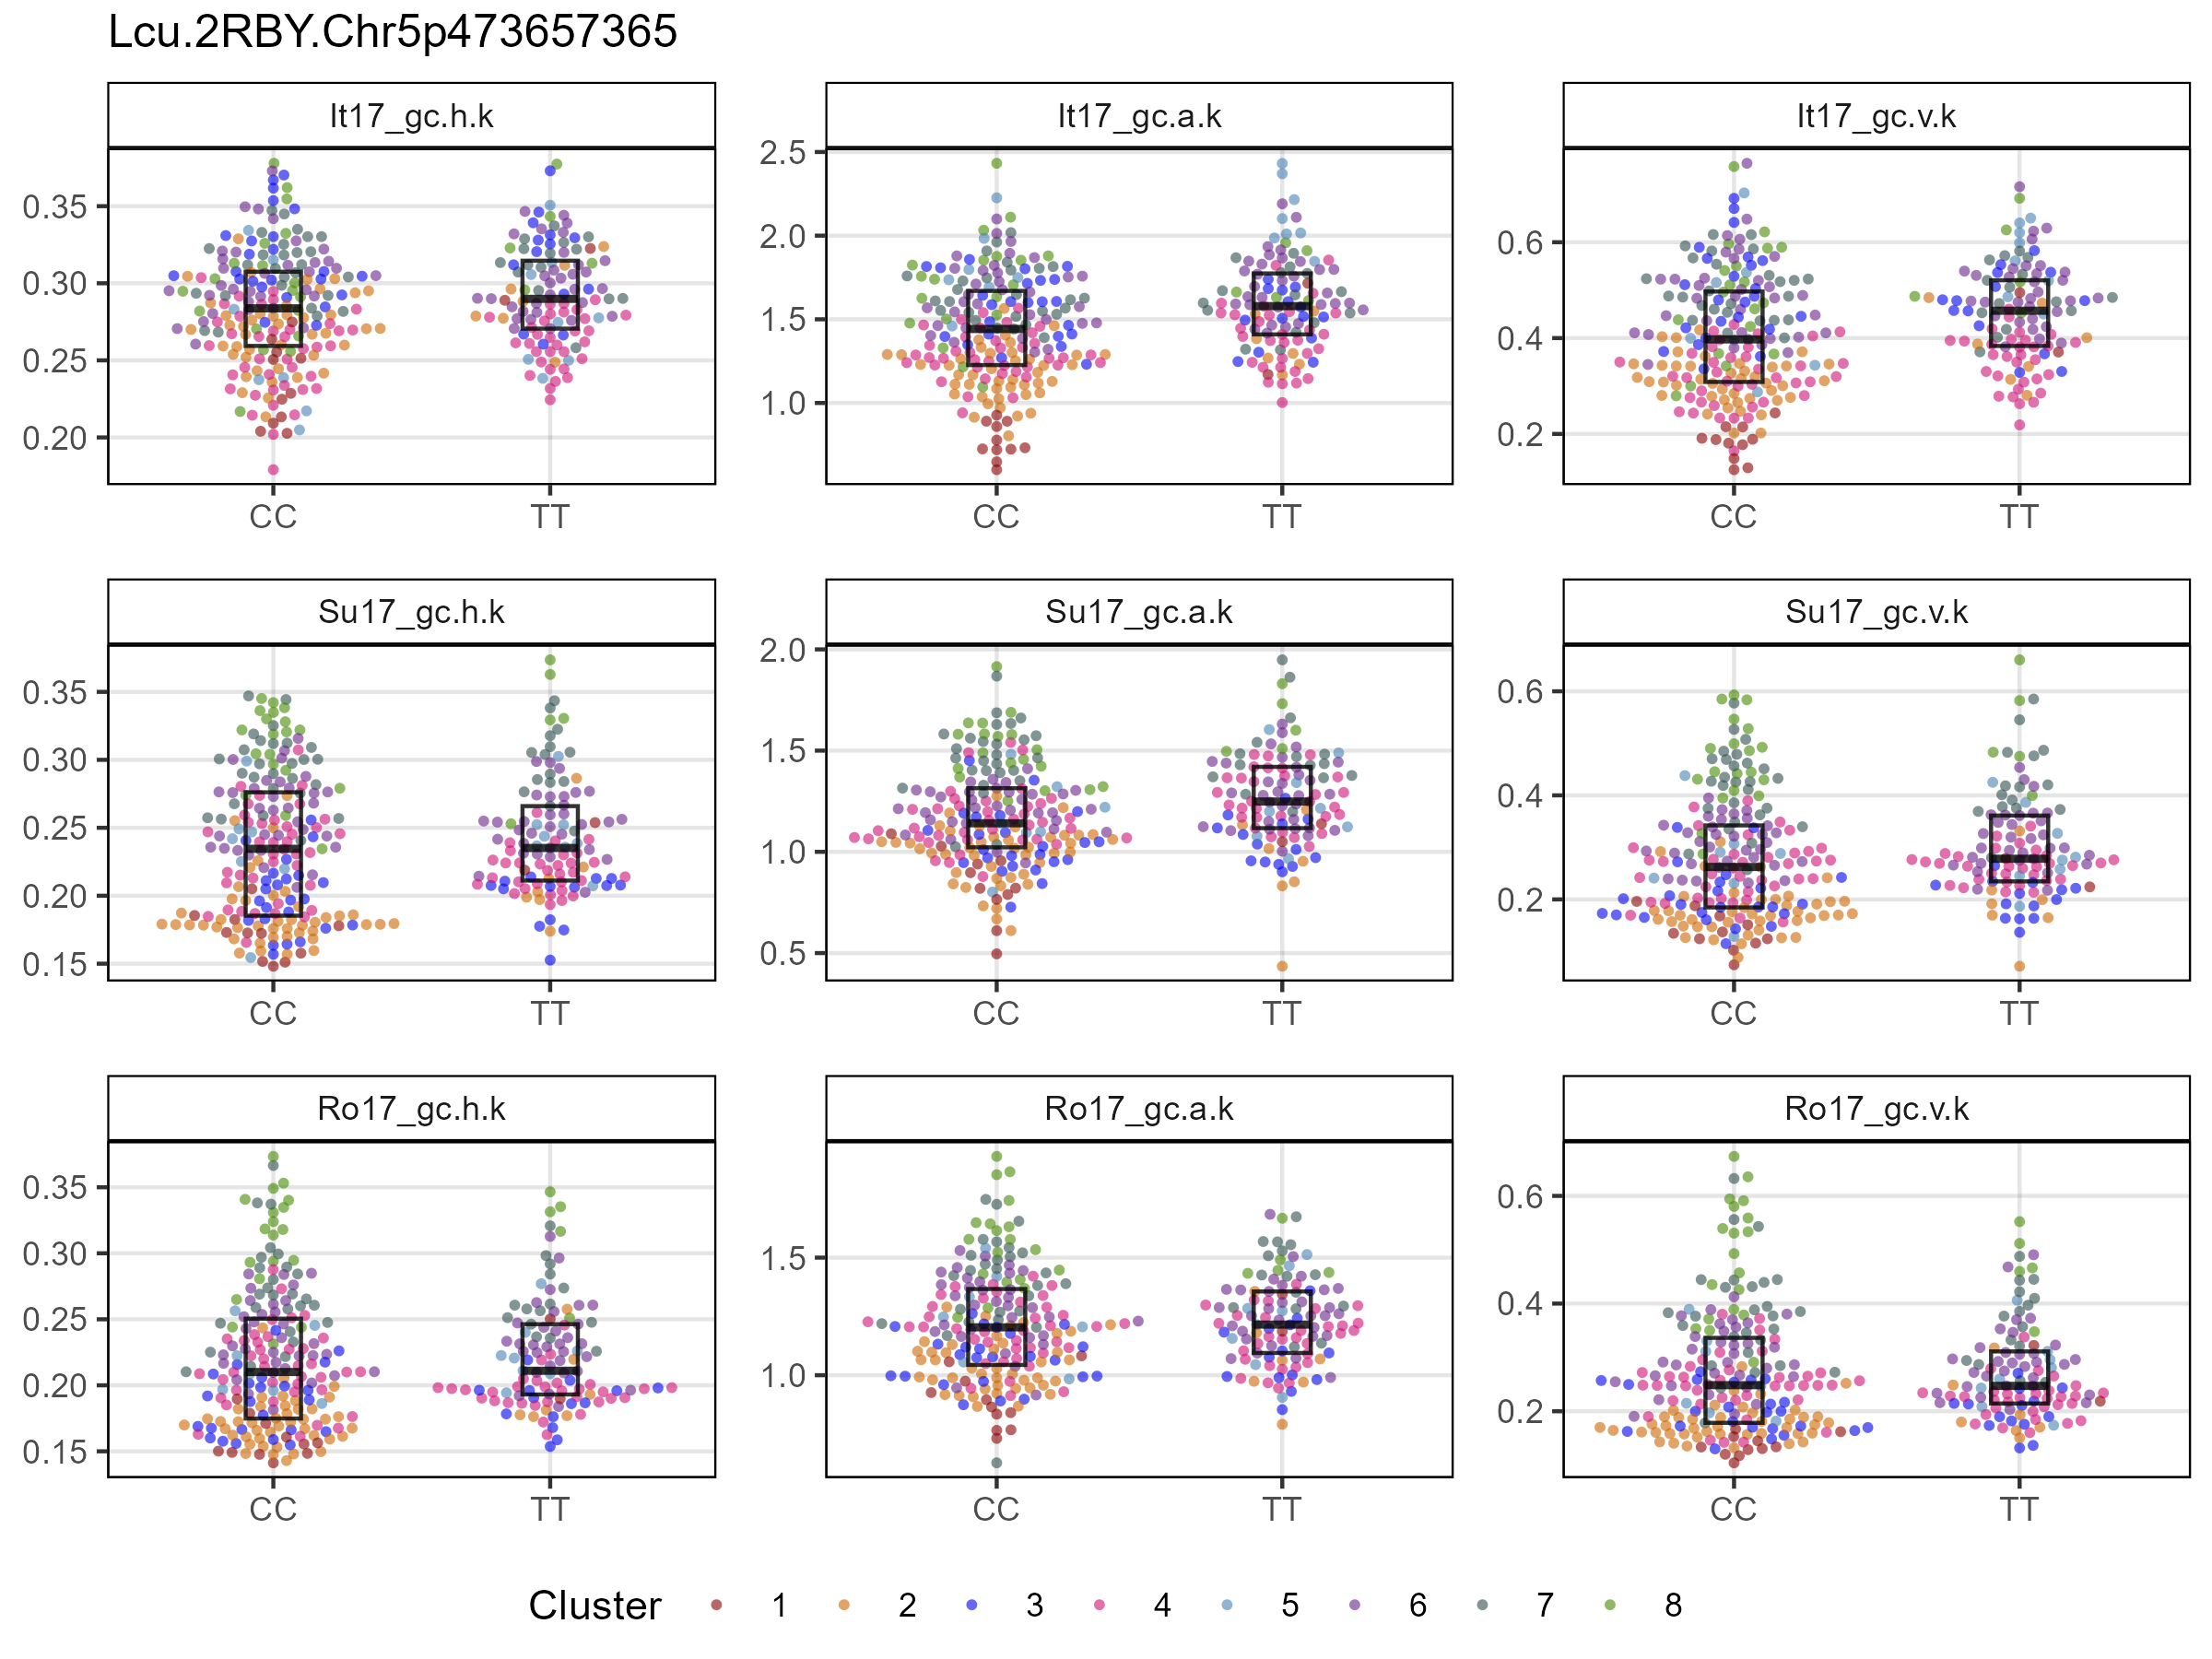 Lcu.2RBY.Chr5p473657365
It17_gc.h.k
It17_gc.a.k
It17_gc.v.k
0.35
0.30
0.25
0.20
CC
TT
2.5
2.0
1.5
1.0
CC
TT
0.6
0.4
0.2
CC
TT
Su17_gc.h.k
Su17_gc.a.k
Su17_gc.v.k
0.35
0.30
0.25
0.20
0.15
CC
TT
2.0
1.5
1.0
0.5
CC
TT
0.6
0.4
0.2
CC
TT
Ro17_gc.h.k
Ro17_gc.a.k
Ro17_gc.v.k
0.35
0.30
0.25
0.20
0.15
CC
TT
1.5
1.0
CC
TT
0.6
0.4
0.2
CC
TT
Cluster 1 2 3 4 5 6 7 8